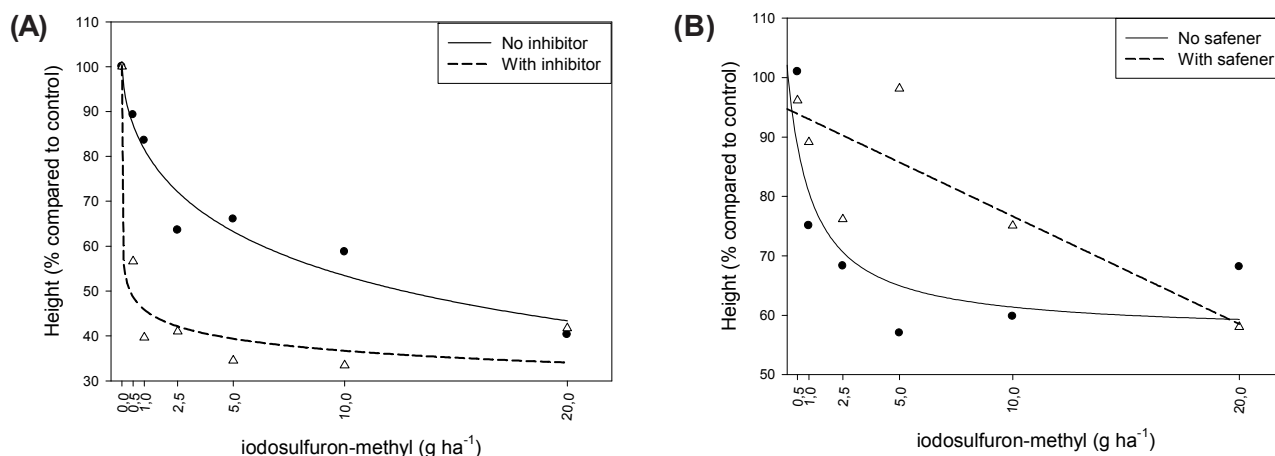 (A)
110
100
90
80
70
60
50
40
30
Height (% compared to control)
No inhibitor
With inhibitor
0,0
0,5
1,0
2,5
5,0
10,0
20,0
iodosulfuron-methyl (g ha⁻¹)
(B)
100
90
80
70
60
50
Height (% compared to control)
No safener
With safener
0,5
1,0
2,5
5,0
10,0
20,0
iodosulfuron-methyl (g ha⁻¹)